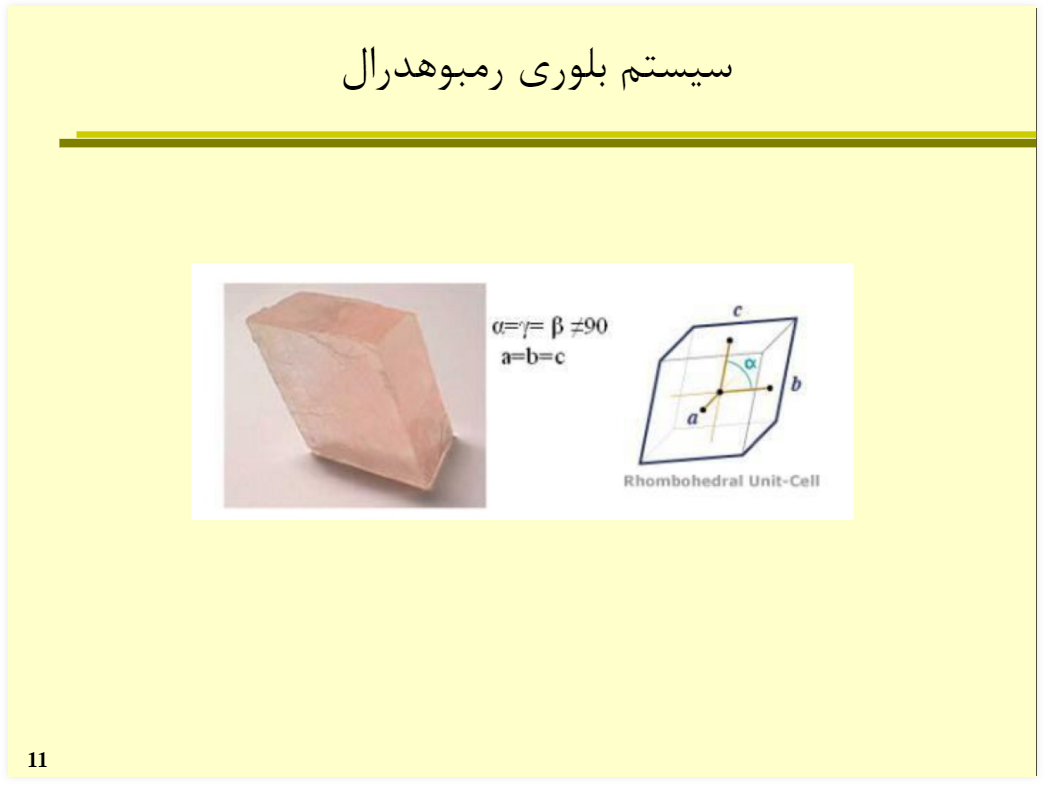 سیستم بلوری رمبوهدرال
α=γ= β ≠90
a=b=c
c
α
b
a
Rhombohedral Unit-Cell
11